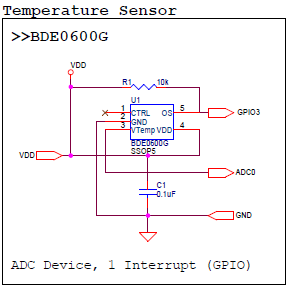 Temperature Sensor
>>BDE0600G
VDD
R1 10k
U1
1 CTRL OS 5 GPIO3
2 GND
3 VTemp VDD 4
BDE0600G
SSOP5
VDD
ADC0
C1
0.1uF
GND
ADC Device, 1 Interrupt (GPIO)